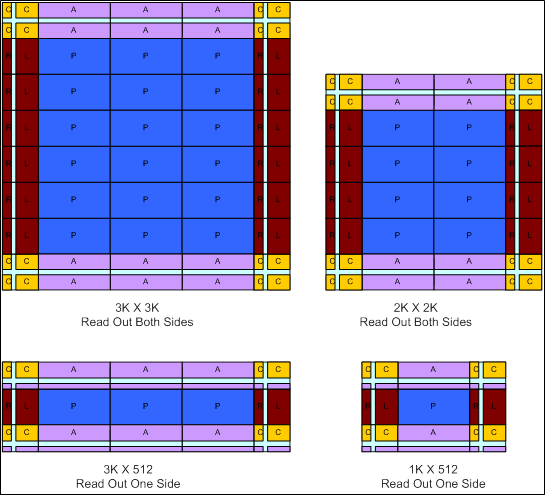 C C A A A C C
C C A A A C C
R L P P P R L
R L P P P R L
R L P P P R L
R L P P P R L
R L P P P R L
R L P P P R L
C C A A A C C
C C A A A C C
3K X 3K
Read Out Both Sides
C C A A C C
C C A A C C
R L P P R L
R L P P R L
R L P P R L
R L P P R L
C C A A C C
C C A A C C
2K X 2K
Read Out Both Sides
C C A A A C C
R L P P P R L
C C A A A C C
3K X 512
Read Out One Side
C C A C C
R L P R L
C C A C C
1K X 512
Read Out One Side